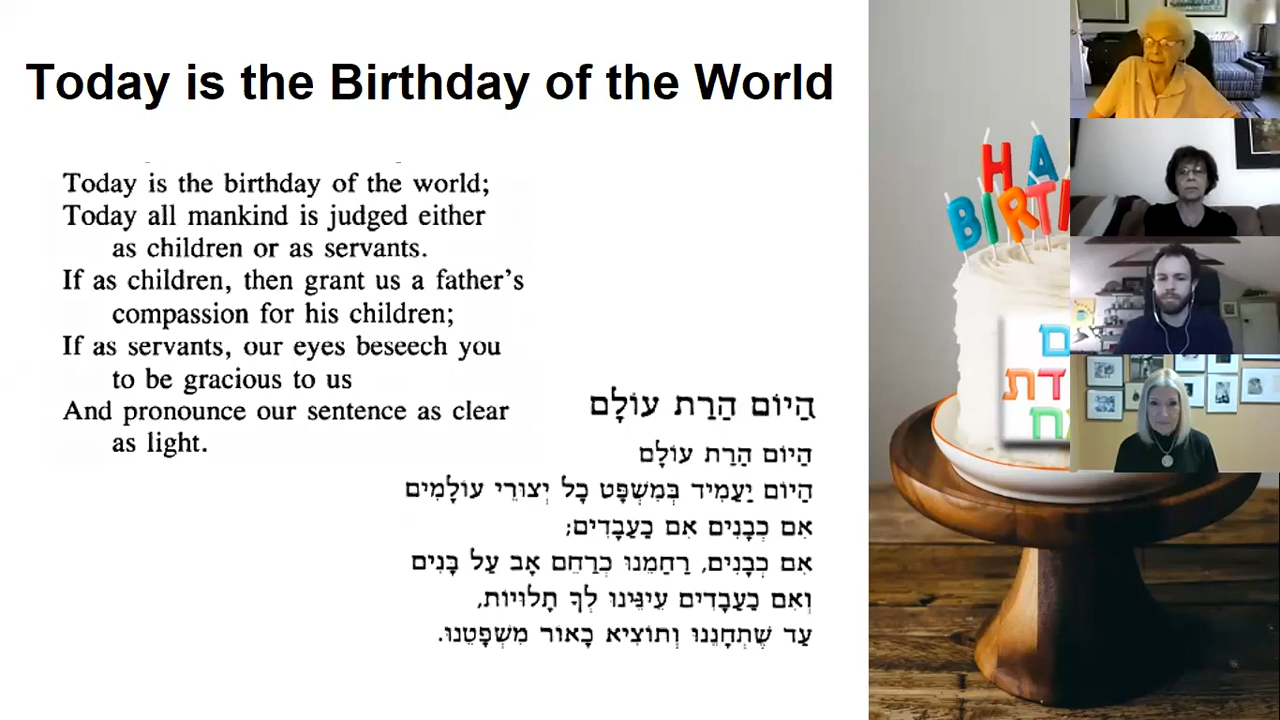 Today is the Birthday of the World
Today is the birthday of the world;
Today all mankind is judged either
as children or as servants.
If as children, then grant us a father's
compassion for his children;
If as servants, our eyes beseech you
to be gracious to us
And pronounce our sentence as clear
as light.
הַיּוֹם הֲרַת עוֹלָם
הַיּוֹם הֲרַת עוֹלָם
הַיּוֹם יַעֲמִיד בְּמִשְׁפָּט כָּל יְצוּרֵי עוֹלָמִים
אִם כְּבָנִים אִם כַּעֲבָדִים;
אִם כְּבָנִים, רַחֲמֵנוּ כְּרַחֵם אָב עַל בָּנִים
וְאִם כַּעֲבָדִים עֵינֵינוּ לְךָ תְלוּיוֹת,
עַד שֶׁתְּחָנֵּנוּ וְתוֹצִיא כָאוֹר מִשְׁפָּטֵנוּ.
HA
BIRT